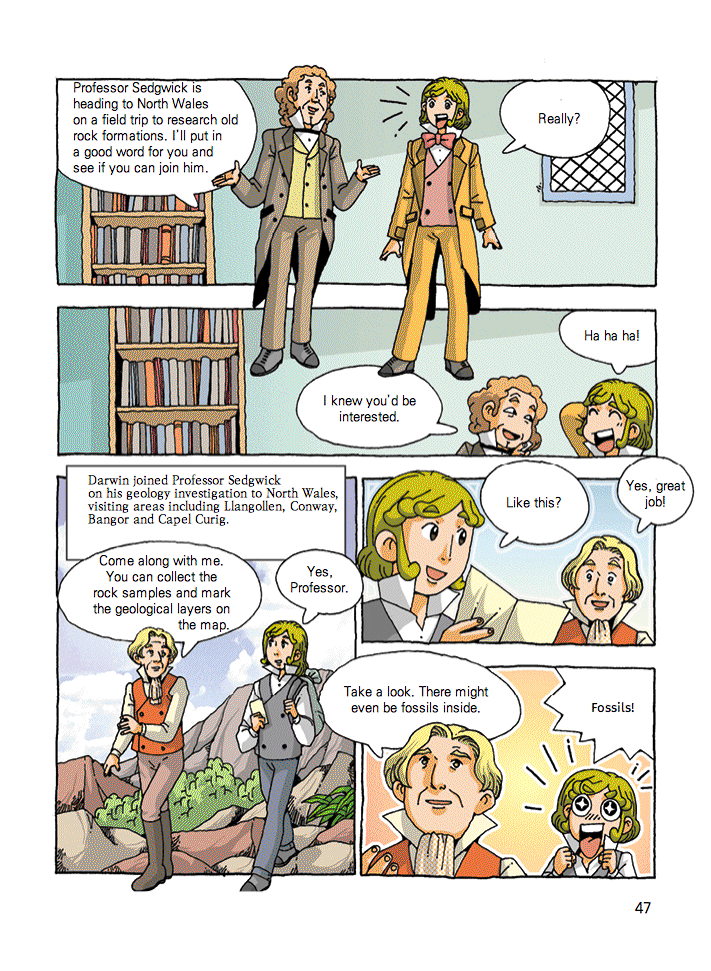 Professor Sedgwick is
heading to North Wales
on a field trip to research old
rock formations. I'll put in
a good word for you and
see if you can join him.
Really?
Ha ha ha!
I knew you'd be
interested.
Darwin joined Professor Sedgwick
on his geology investigation to North Wales,
visiting areas including Llangollen, Conway,
Bangor and Capel Curig.
Come along with me.
You can collect the
rock samples and mark
the geological layers on
the map.
Yes,
Professor.
Like this?
Yes, great
job!
Take a look. There might
even be fossils inside.
Fossils!
47